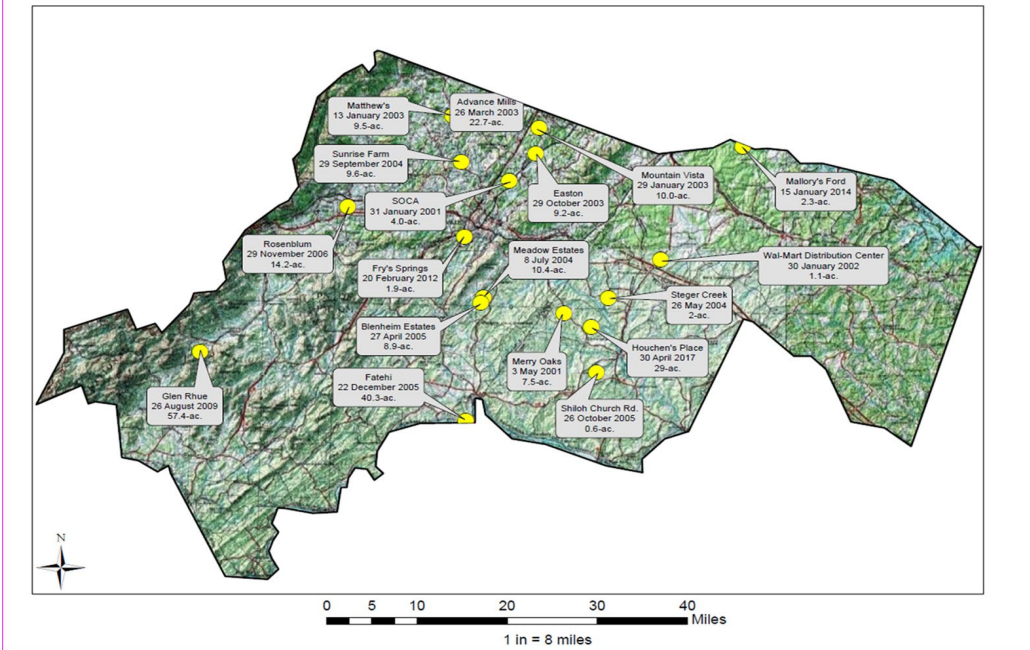 Matthew's
13 January 2003
9.5-ac.
Advance Mills
26 March 2003
22.7-ac.
Sunrise Farm
29 September 2004
9.6-ac.
Mountain Vista
29 January 2003
10.0-ac.
Mallory's Ford
15 January 2014
2.3-ac.
SOCA
31 January 2001
4.0-ac.
Easton
29 October 2003
9.2-ac.
Rosenblum
29 November 2006
14.2-ac.
Fry's Springs
20 February 2012
1.9-ac.
Meadow Estates
8 July 2004
10.4-ac.
Wal-Mart Distribution Center
30 January 2002
1.1-ac.
Steger Creek
26 May 2004
2-ac.
Blenheim Estates
27 April 2005
8.9-ac.
Houchen's Place
30 April 2017
29-ac.
Merry Oaks
3 May 2001
7.5-ac.
Fatehi
22 December 2005
40.3-ac.
Glen Rhue
26 August 2009
57.4-ac.
Shiloh Church Rd.
26 October 2005
0.6-ac.
N
0 5 10 20 30 40
Miles
1 in = 8 miles